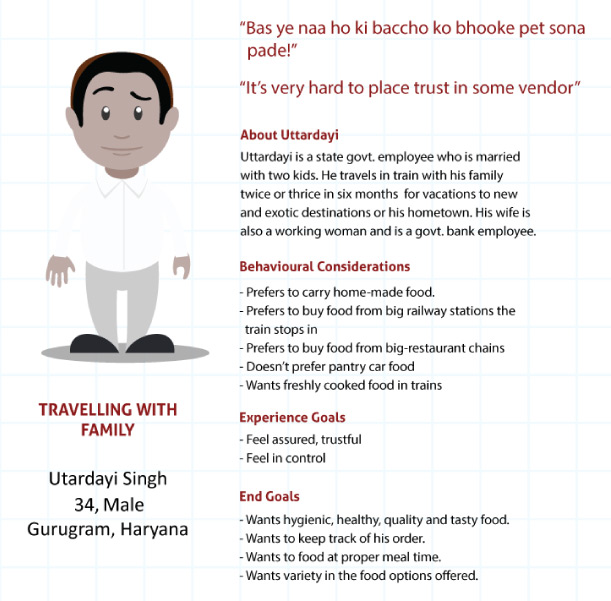 “Bas ye naa ho ki baccho ko bhooke pet sona
pade!”
“It’s very hard to place trust in some vendor”
About Uttardayi
Uttardayi is a state govt. employee who is married
with two kids. He travels in train with his family
twice or thrice in six months for vacations to new
and exotic destinations or his hometown. His wife is
also a working woman and is a govt. bank employee.
Behavioural Considerations
- Prefers to carry home-made food.
- Prefers to buy food from big railway stations the
train stops in
- Prefers to buy food from big-restaurant chains
- Doesn’t prefer pantry car food
- Wants freshly cooked food in trains
Experience Goals
- Feel assured, trustful
- Feel in control
End Goals
- Wants hygienic, healthy, quality and tasty food.
- Wants to keep track of his order.
- Wants to food at proper meal time.
- Wants variety in the food options offered.
TRAVELLING WITH
FAMILY
Utardayi Singh
34, Male
Gurugram, Haryana